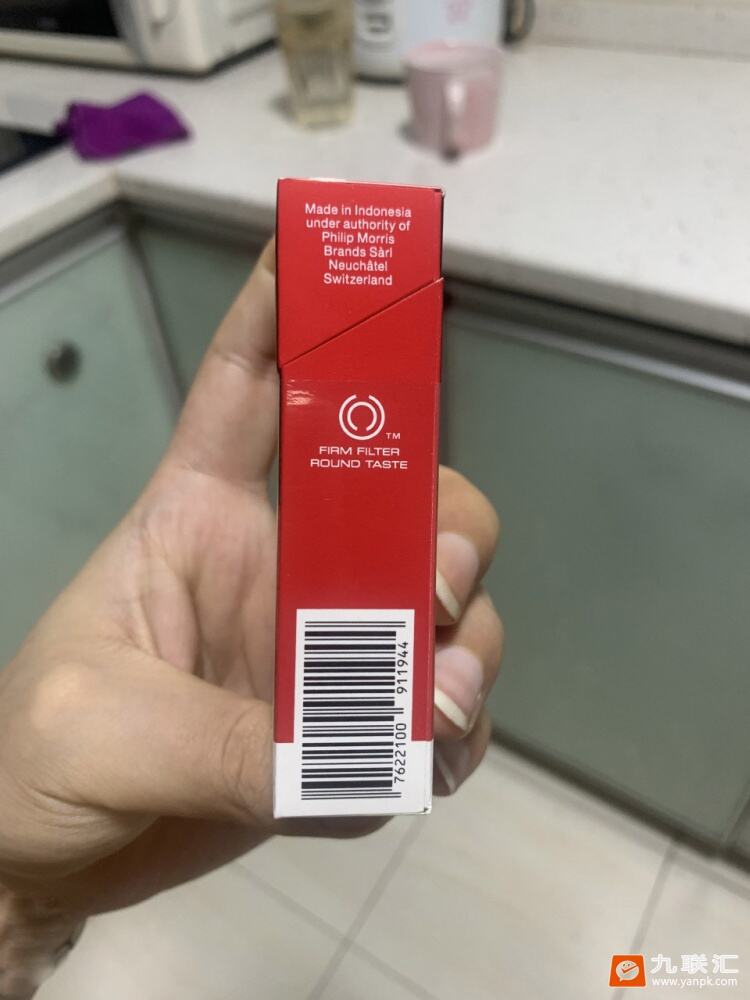 Made in Indonesia
under authority of
Philip Morris
Brands Sàrl
Neuchâtel
Switzerland
TM
FIRM FILTER
ROUND TASTE
7622100 911944
九联汇
www.yanpk.com